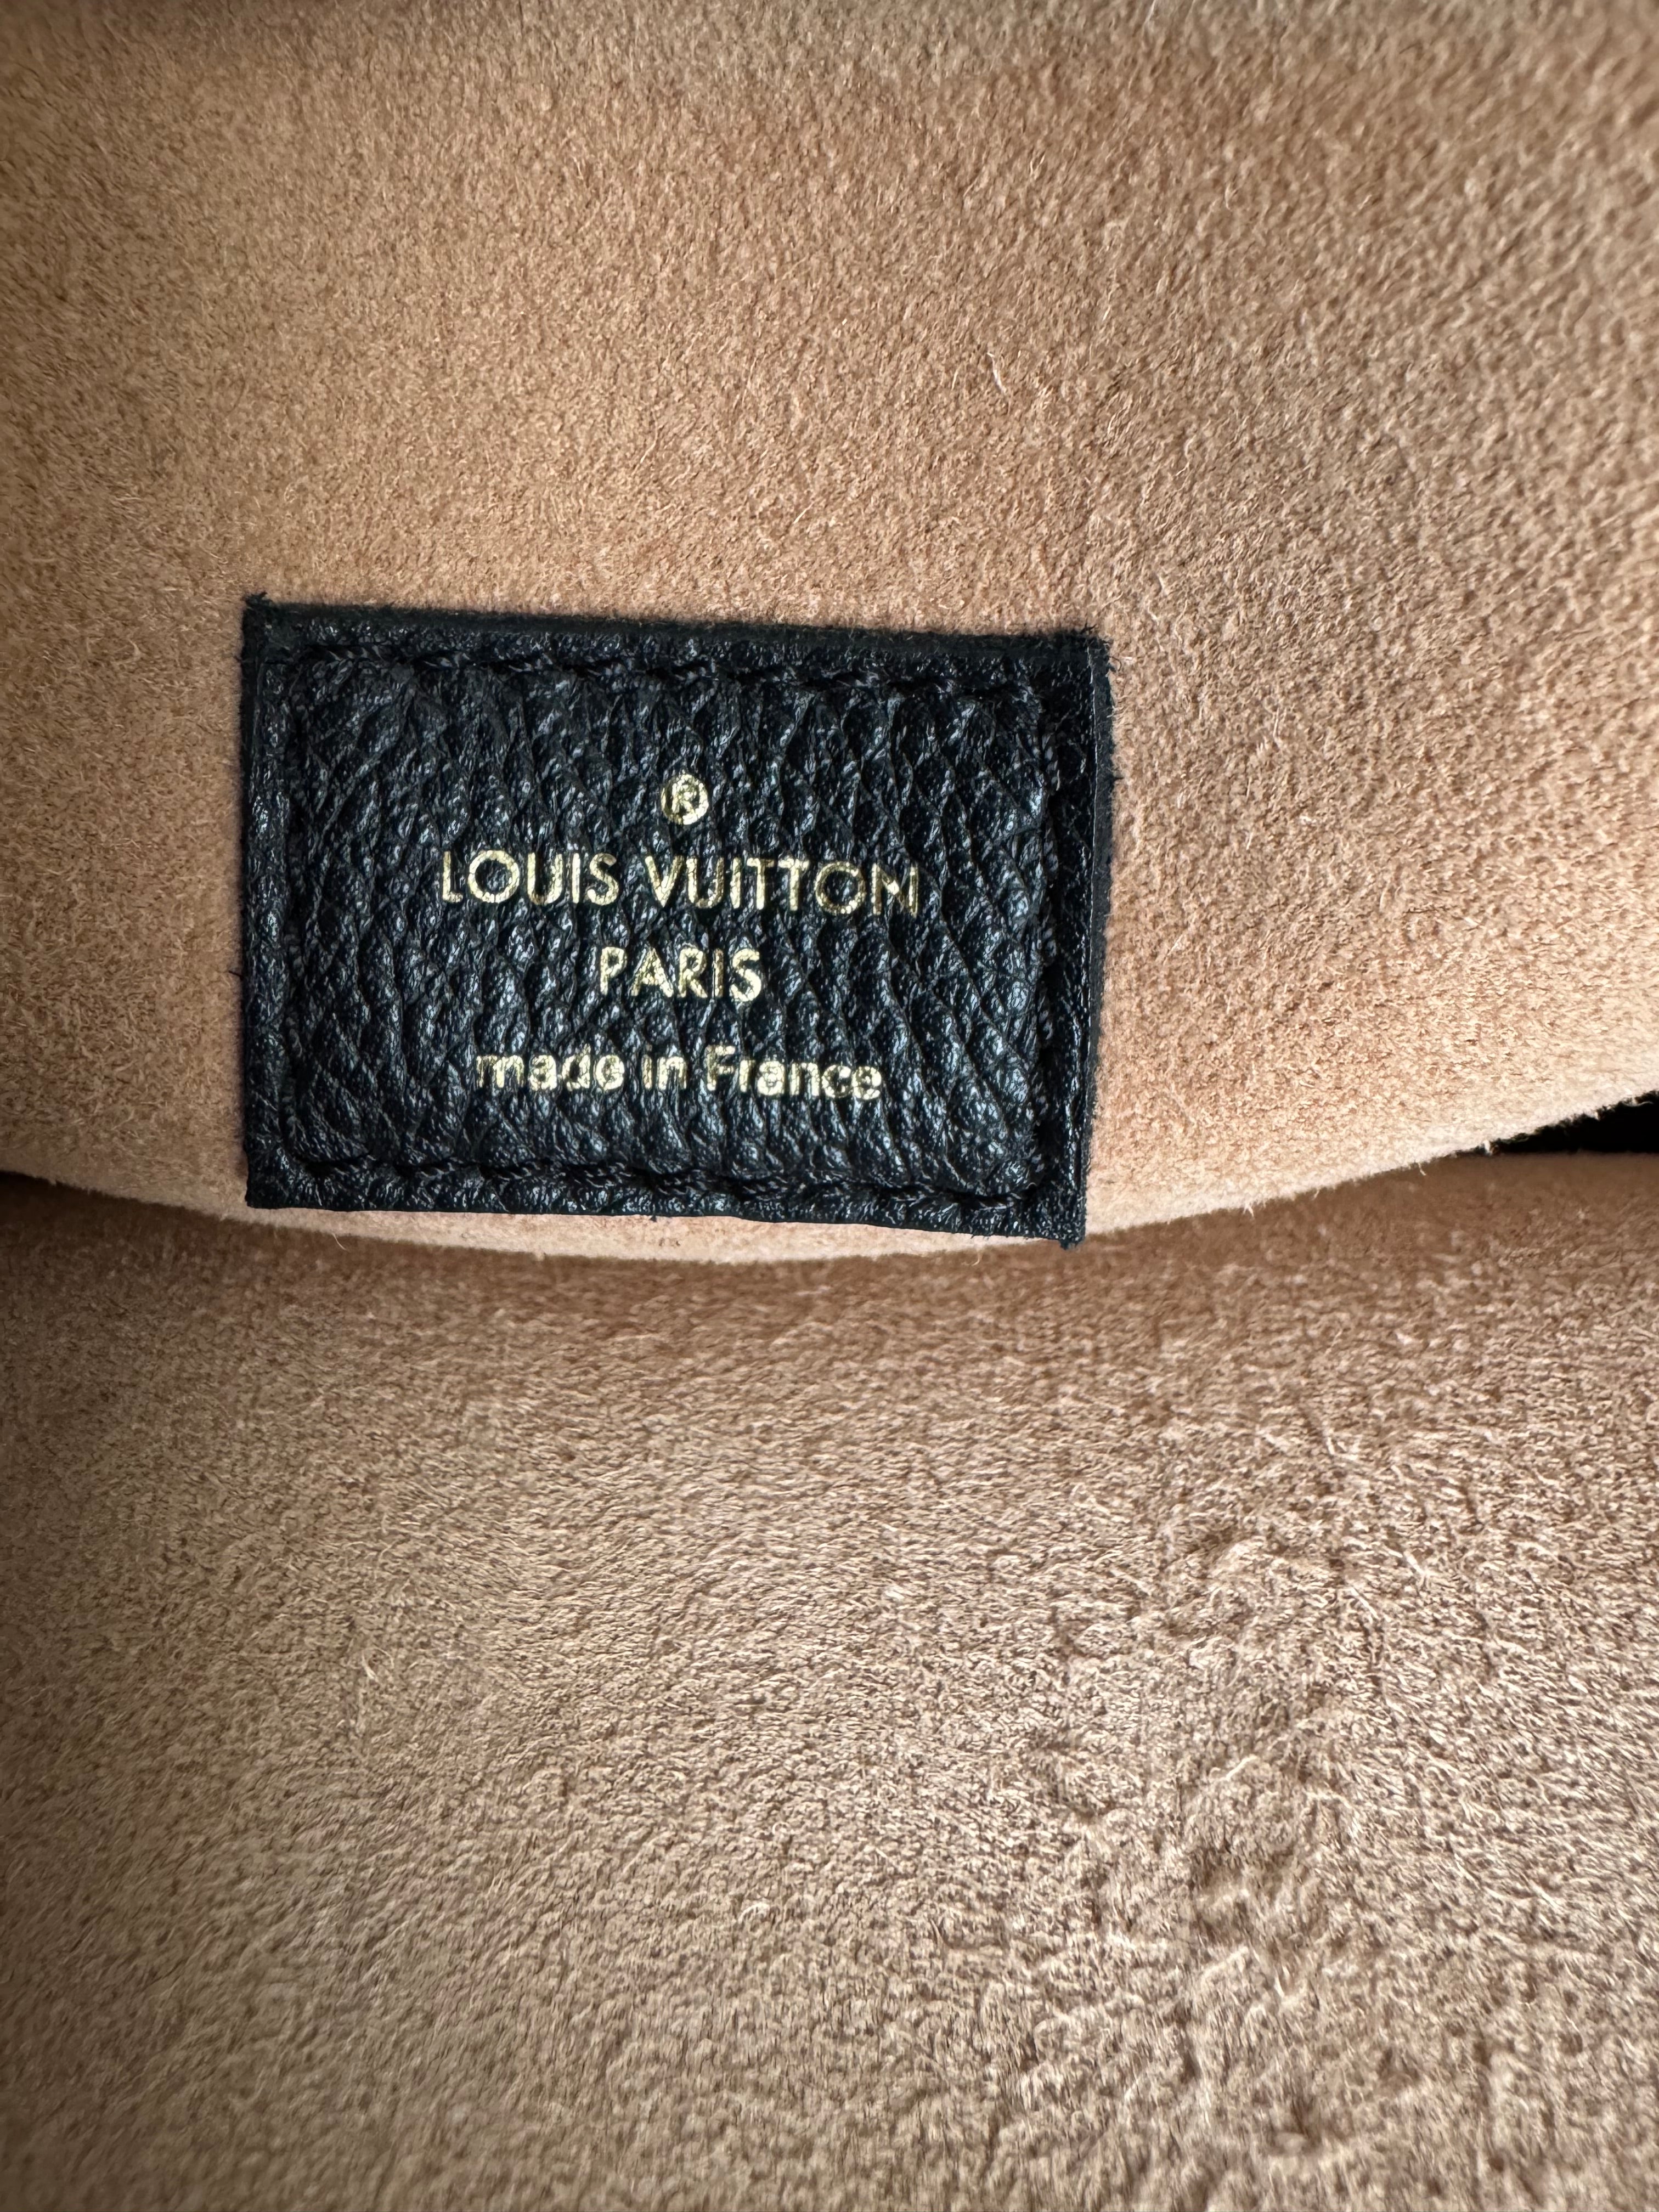 ®
LOUIS VUITTON
PARIS
made in France